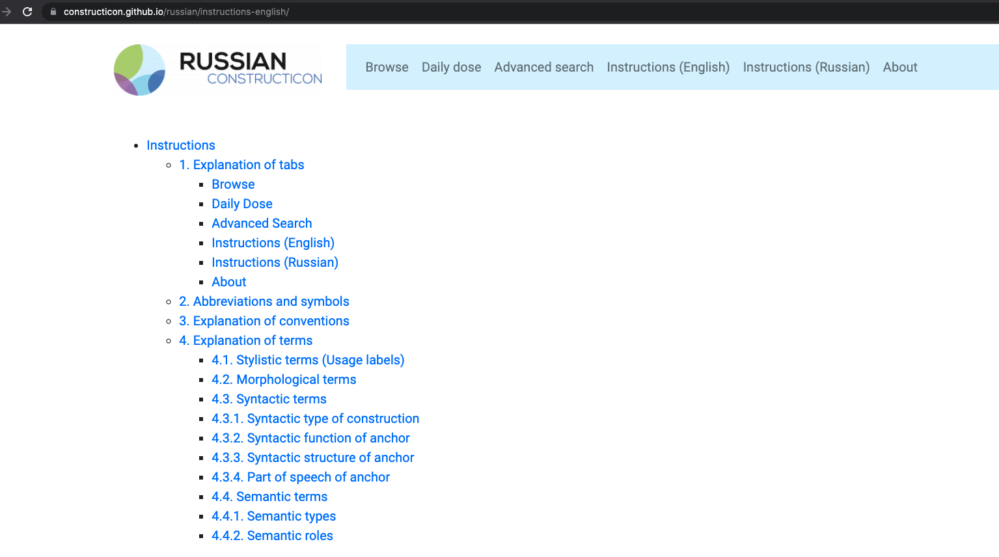 constructicon.github.io/russian/instructions-english/
RUSSIAN
CONSTRUCTICON
Browse Daily dose Advanced search Instructions (English) Instructions (Russian) About
Instructions
1. Explanation of tabs
Browse
Daily Dose
Advanced Search
Instructions (English)
Instructions (Russian)
About
2. Abbreviations and symbols
3. Explanation of conventions
4. Explanation of terms
4.1. Stylistic terms (Usage labels)
4.2. Morphological terms
4.3. Syntactic terms
4.3.1. Syntactic type of construction
4.3.2. Syntactic function of anchor
4.3.3. Syntactic structure of anchor
4.3.4. Part of speech of anchor
4.4. Semantic terms
4.4.1. Semantic types
4.4.2. Semantic roles